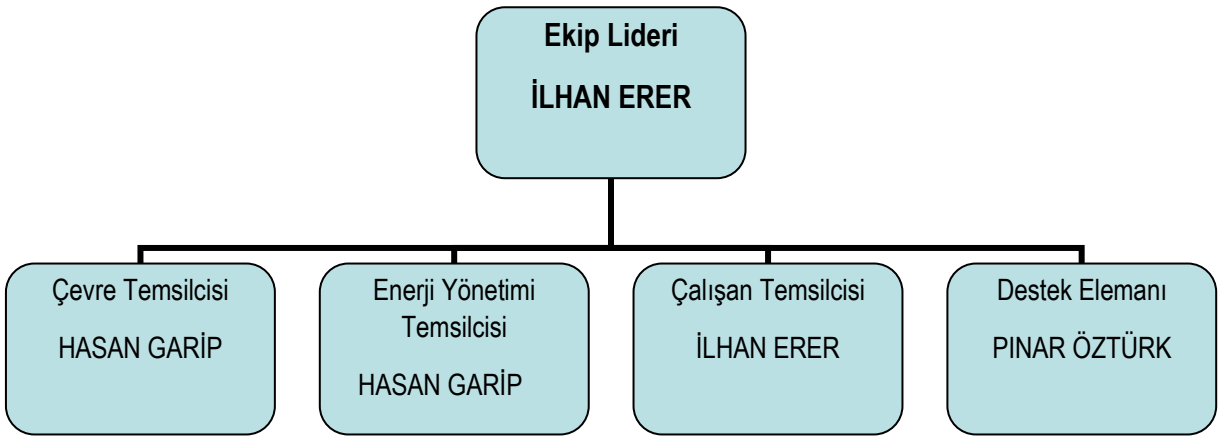 Ekip Lideri
İLHAN ERER
Çevre Temsilcisi
HASAN GARİP
Enerji Yönetimi
Temsilcisi
HASAN GARİP
Çalışan Temsilcisi
İLHAN ERER
Destek Elemanı
PINAR ÖZTÜRK